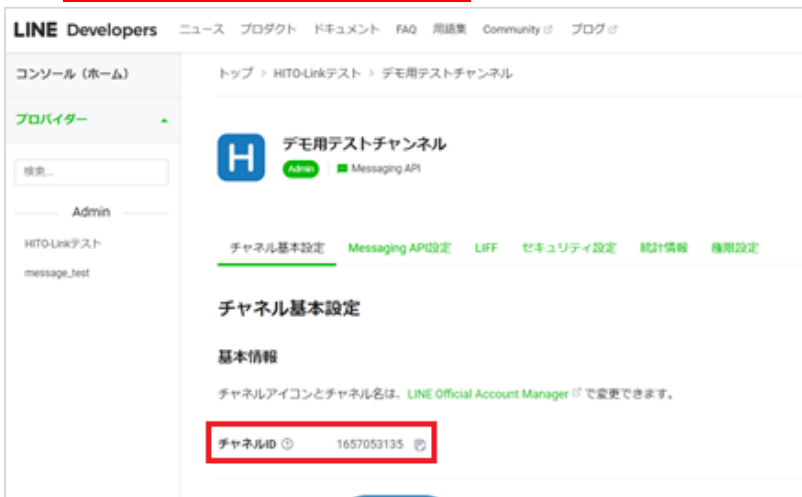 LINE Developers ニュース プロダクト ドキュメント FAQ 用語集 Community ブログ
コンソール（ホーム）
トップ > HITO-Linkテスト > デモ用テストチャンネル
プロバイダー
デモ用テストチャンネル
H
Admin Messaging API
検索...
Admin
HITO-Linkテスト
message_test
チャネル基本設定 Messaging API設定 LIFF セキュリティ設定 統計情報 権限設定
チャネル基本設定
基本情報
チャネルアイコンとチャネル名は、LINE Official Account Managerで変更できます。
チャネルID 1657053135